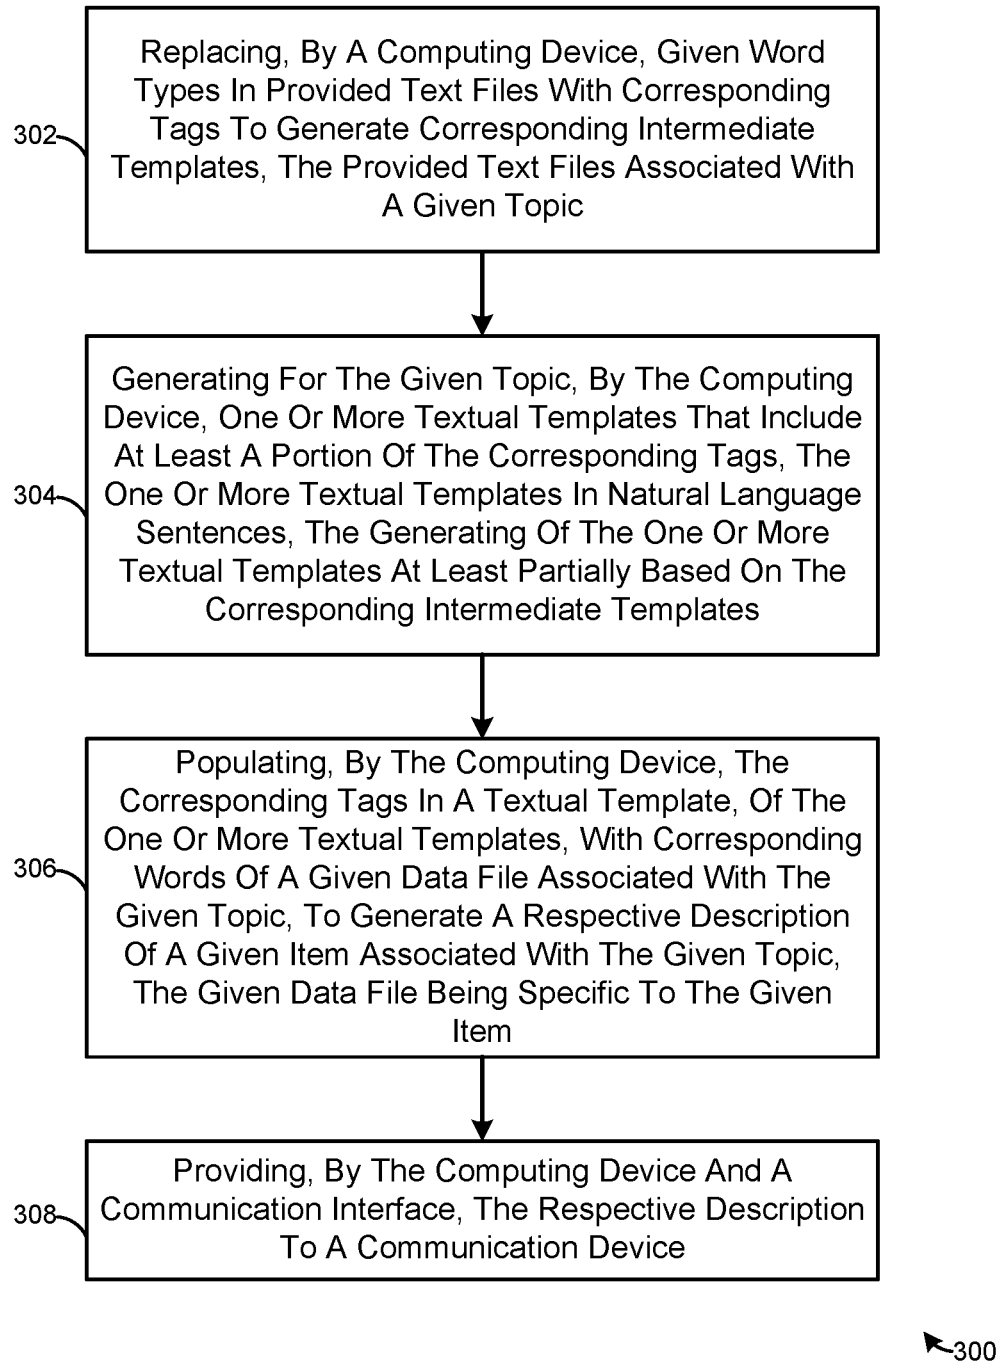 Replacing, By A Computing Device, Given Word
Types In Provided Text Files With Corresponding
Tags To Generate Corresponding Intermediate
Templates, The Provided Text Files Associated With
A Given Topic
302
Generating For The Given Topic, By The Computing
Device, One Or More Textual Templates That Include
At Least A Portion Of The Corresponding Tags, The
One Or More Textual Templates In Natural Language
Sentences, The Generating Of The One Or More
Textual Templates At Least Partially Based On The
Corresponding Intermediate Templates
304
Populating, By The Computing Device, The
Corresponding Tags In A Textual Template, Of The
One Or More Textual Templates, With Corresponding
Words Of A Given Data File Associated With The
Given Topic, To Generate A Respective Description
Of A Given Item Associated With The Given Topic,
The Given Data File Being Specific To The Given
Item
306
Providing, By The Computing Device And A
Communication Interface, The Respective Description
To A Communication Device
308
300